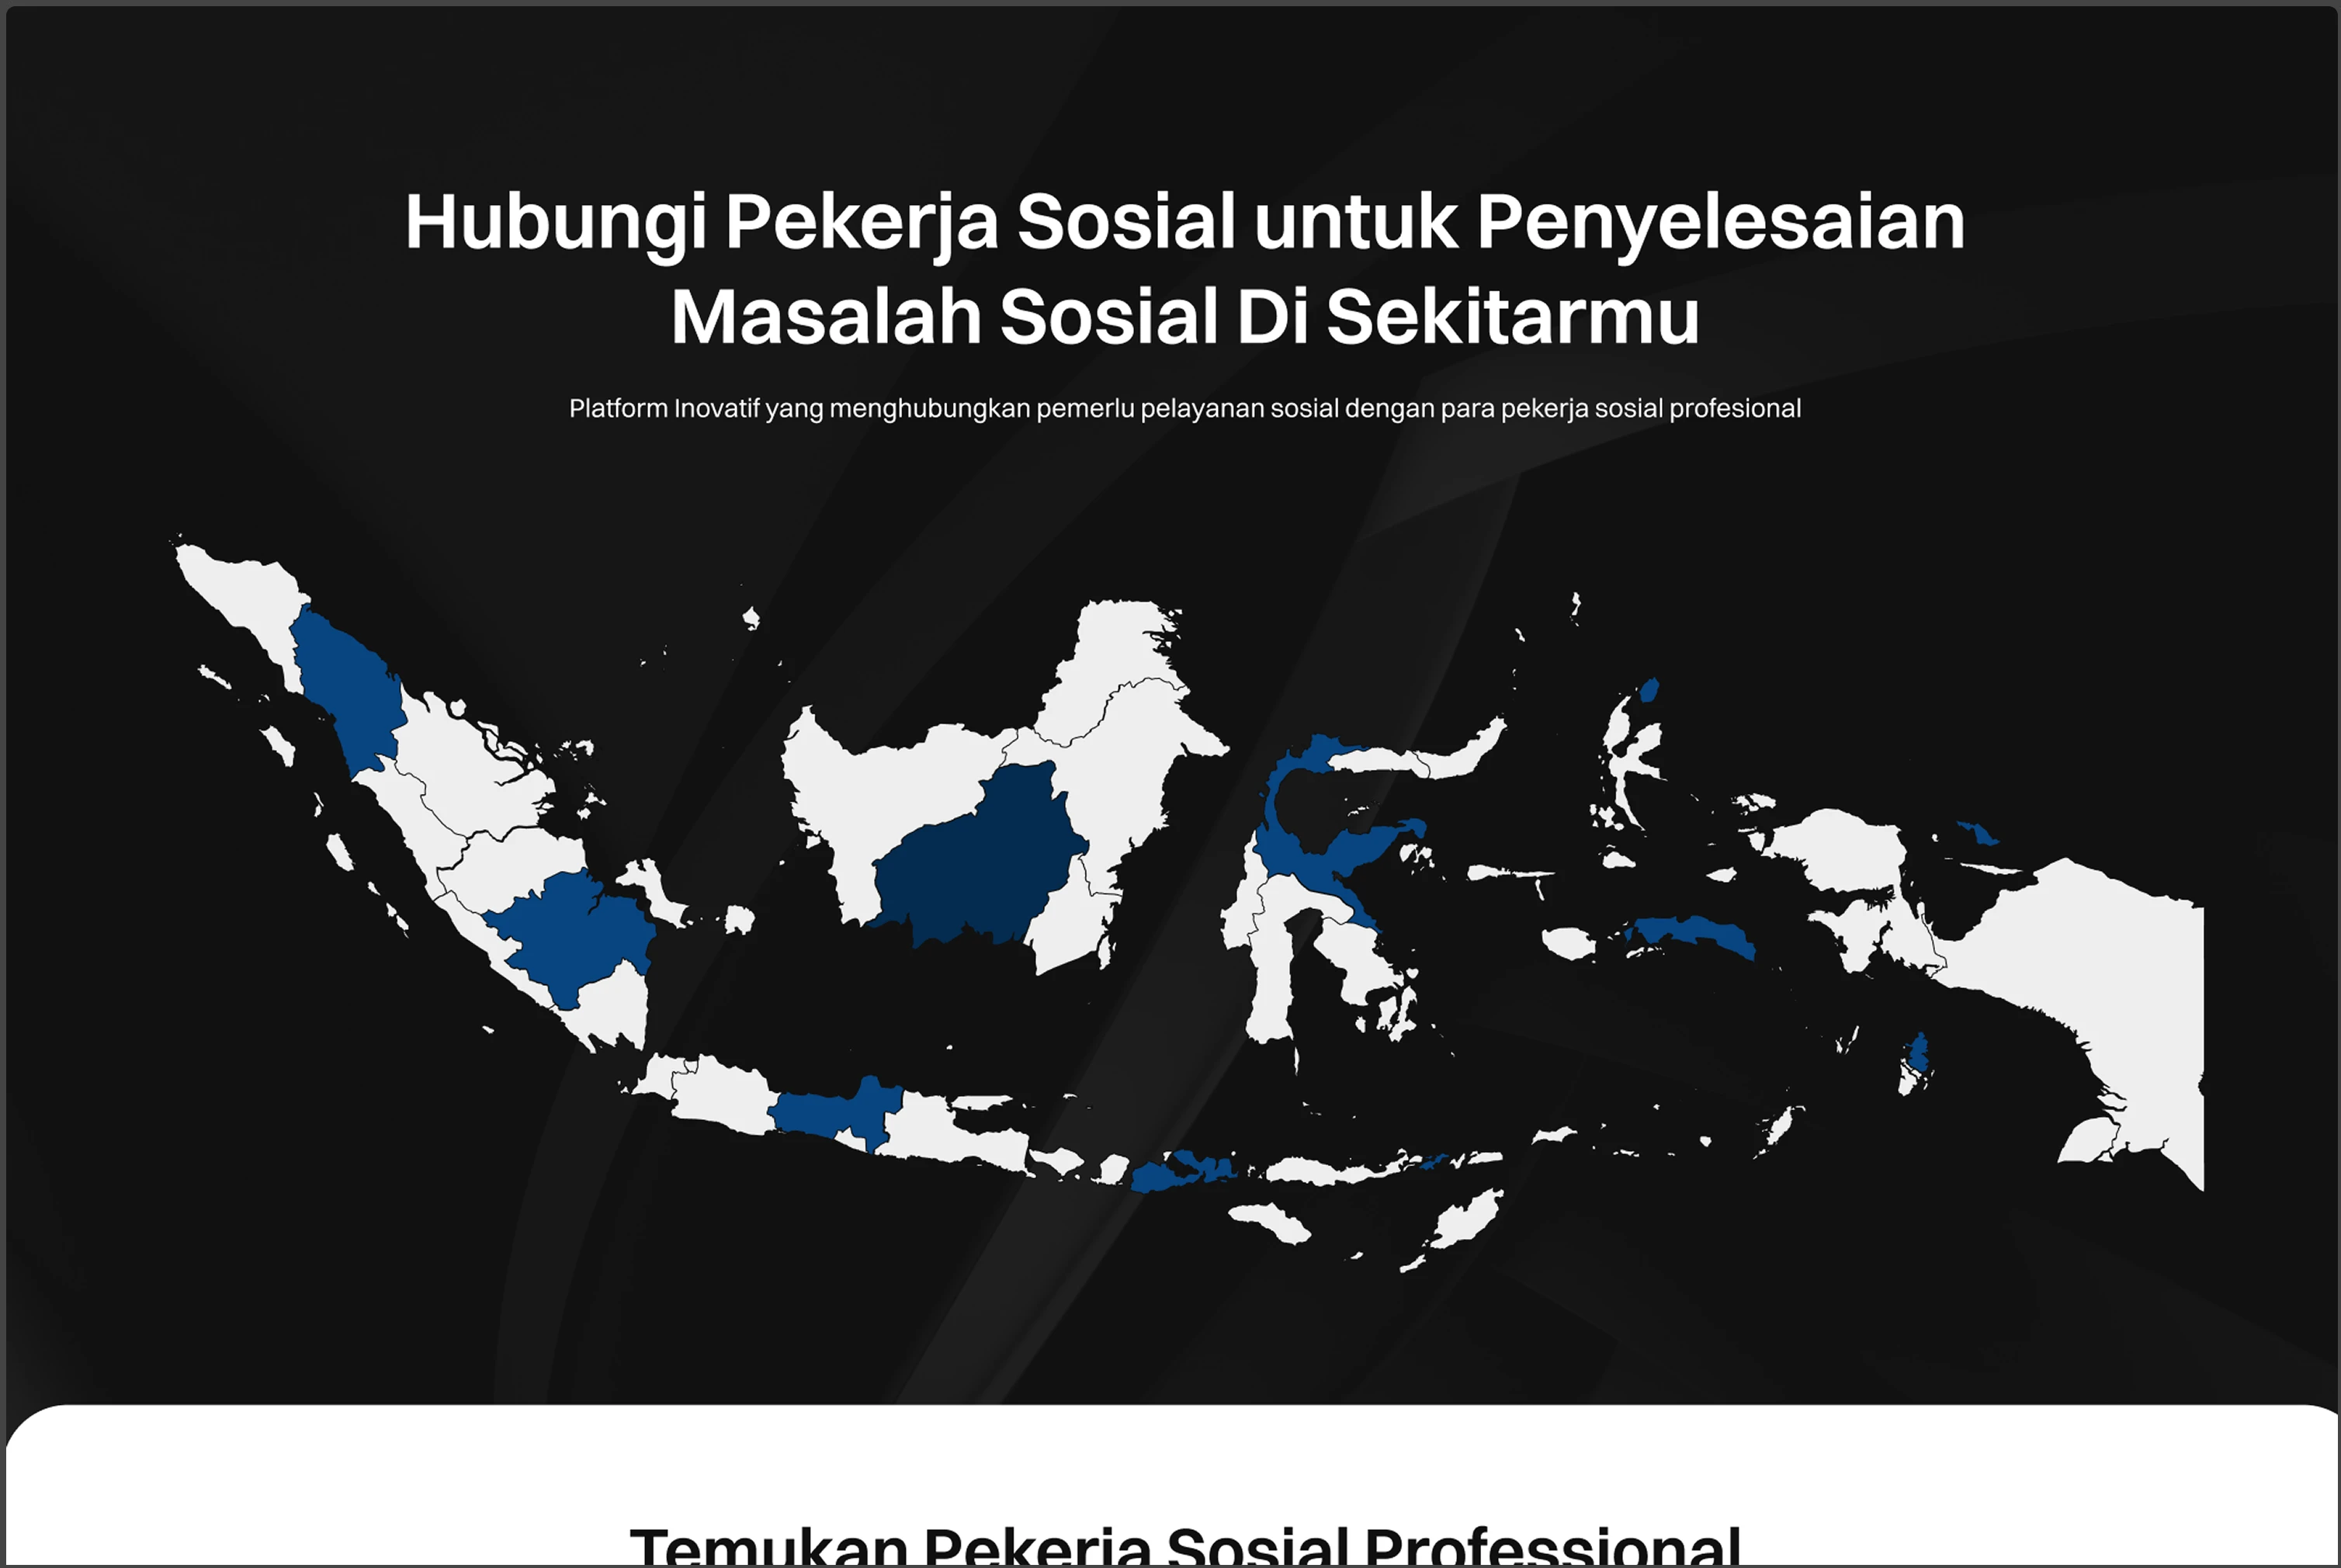 Hubungi Pekerja Sosial untuk Penyelesaian
Masalah Sosial Di Sekitarmu
Platform Inovatif yang menghubungkan pemerlu pelayanan sosial dengan para pekerja sosial profesional
Temukan Pekerja Sosial Professional